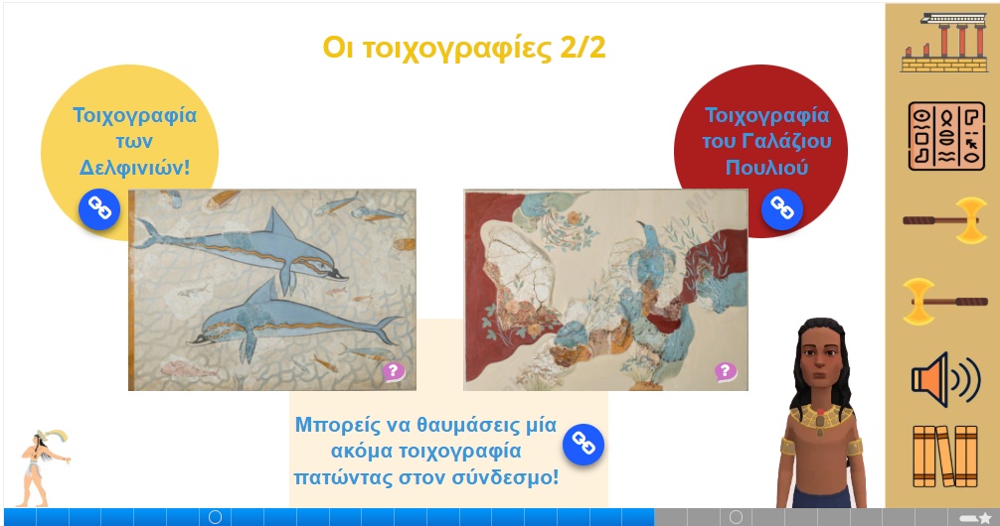 Οι τοιχογραφίες 2/2
Τοιχογραφία
των
Δελφινιών!
Τοιχογραφία
του Γαλάζιου
Πουλιού
?
?
Μπορείς να θαυμάσεις μία
ακόμα τοιχογραφία
πατώντας στον σύνδεσμο!